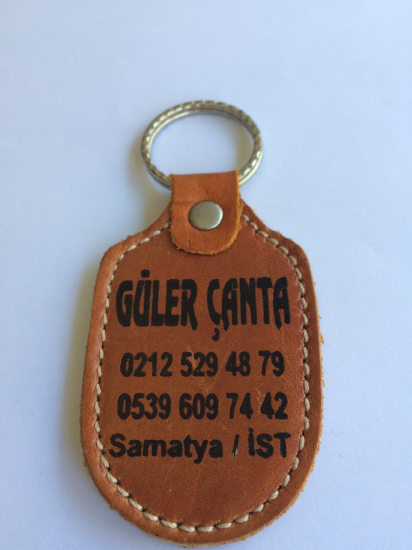 GÜLER ÇANTA
0212 529 48 79
0539 609 74 42
Samatya / İST